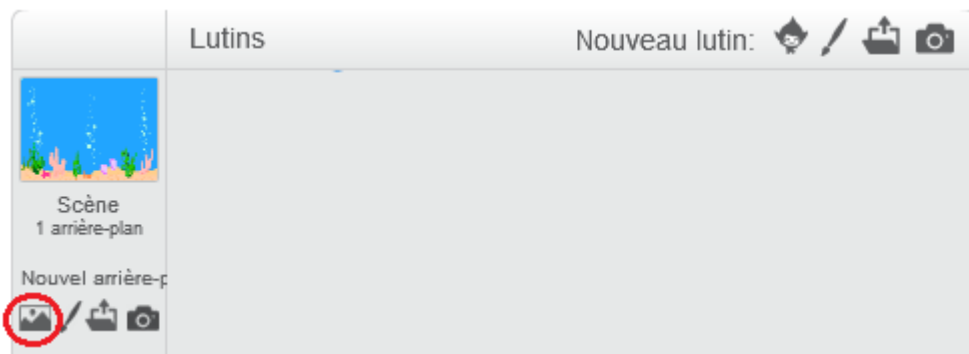 Lutins
Nouveau lutin:
Scène
1 arrière-plan
Nouvel arrière-p